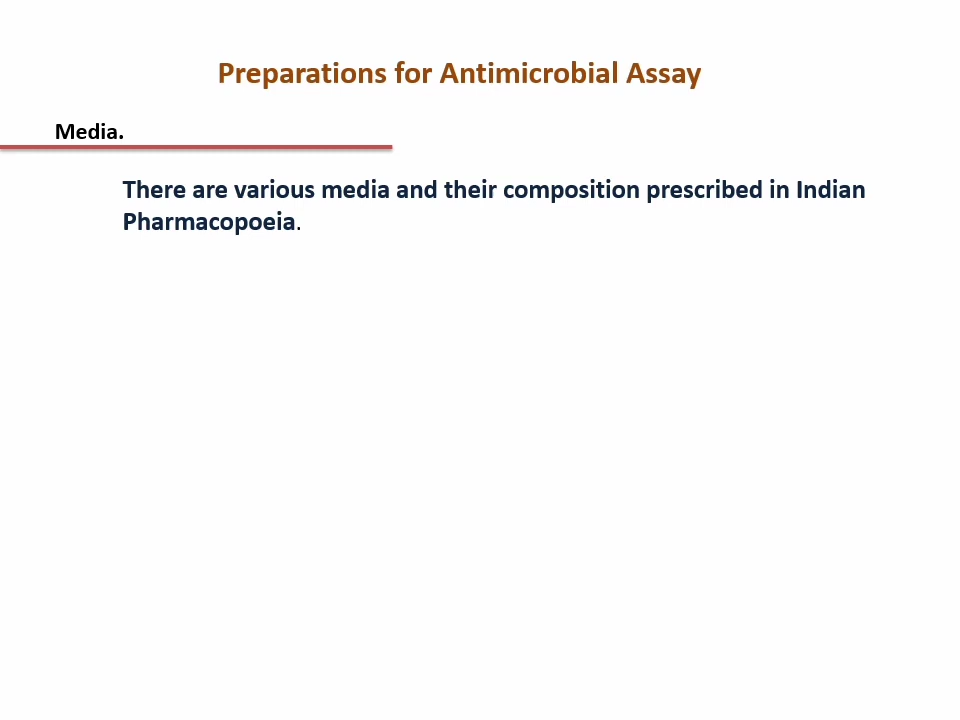 Preparations for Antimicrobial Assay
Media.
There are various media and their composition prescribed in Indian
Pharmacopoeia.